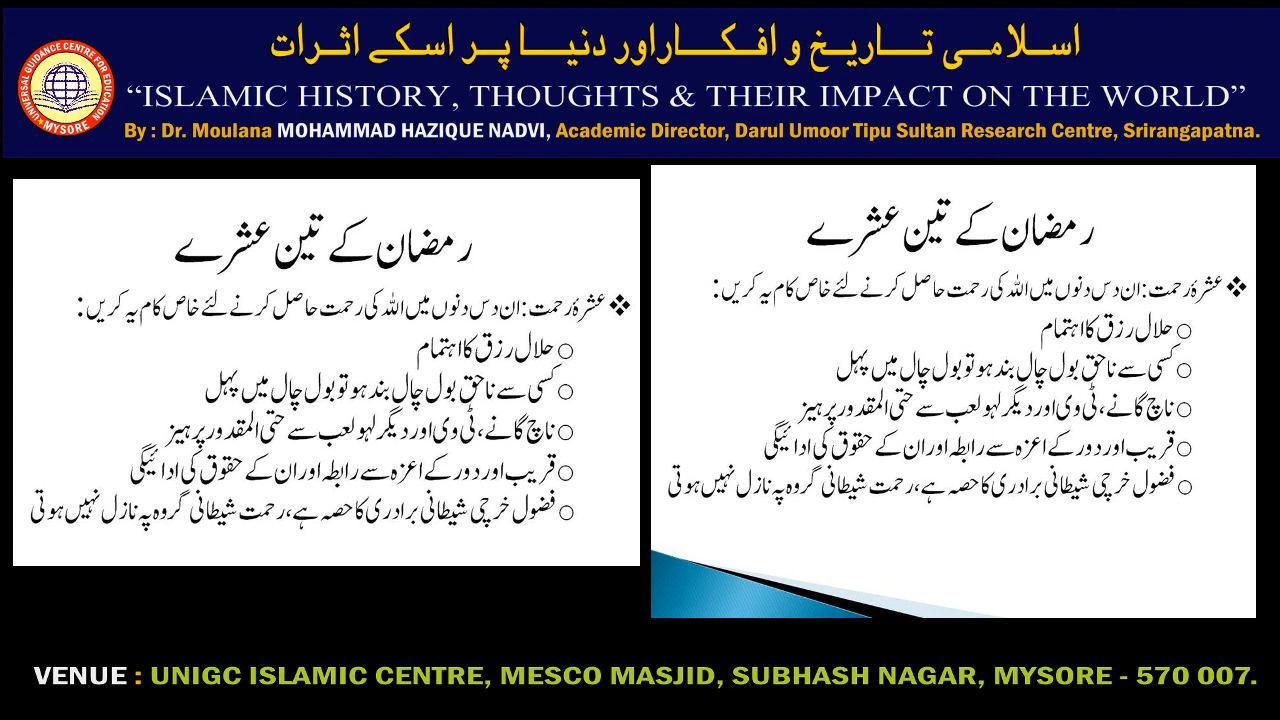 اسلامی تاریخ و افکار اور دنیا پر اسکے اثرات
“ISLAMIC HISTORY, THOUGHTS & THEIR IMPACT ON THE WORLD”
By : Dr. Moulana MOHAMMAD HAZIQUE NADVI, Academic Director, Darul Umoor Tipu Sultan Research Centre, Srirangapatna.
UNIVERSAL GUIDANCE CENTRE FOR EDUCATION
MYSORE
رمضان کے تین عشرے
❖ عشرۂ رحمت: ان دس دنوں میں اللہ کی رحمت حاصل کرنے لئے خاص کام یہ کریں:
○ حلال رزق کا اہتمام
○ کسی سے ناحق بول چال بند ہو تو بول چال میں پہل
○ ناچ گانے، ٹی وی اور دیگر لہو لعب سے حتی المقدور پرہیز
○ قریب اور دور کے اعزہ سے رابطہ اور ان کے حقوق کی ادائیگی
○ فضول خرچی شیطانی برادری کا حصہ ہے، رحمت شیطانی گروہ پہ نازل نہیں ہوتی
رمضان کے تین عشرے
❖ عشرۂ رحمت: ان دس دنوں میں اللہ کی رحمت حاصل کرنے لئے خاص کام یہ کریں:
○ حلال رزق کا اہتمام
○ کسی سے ناحق بول چال بند ہو تو بول چال میں پہل
○ ناچ گانے، ٹی وی اور دیگر لہو لعب سے حتی المقدور پرہیز
○ قریب اور دور کے اعزہ سے رابطہ اور ان کے حقوق کی ادائیگی
○ فضول خرچی شیطانی برادری کا حصہ ہے، رحمت شیطانی گروہ پہ نازل نہیں ہوتی
VENUE : UNIGC ISLAMIC CENTRE, MESCO MASJID, SUBHASH NAGAR, MYSORE - 570 007.